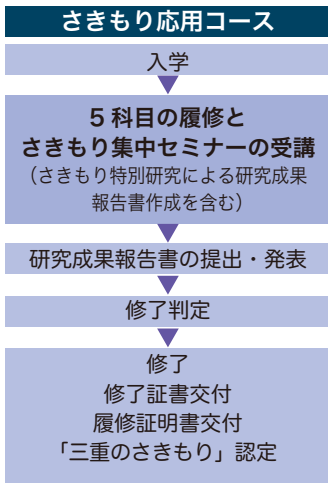 さきもり応用コース
入学
5科目の履修と
さきもり集中セミナーの受講
（さきもり特別研究による研究成果
報告書作成を含む）
研究成果報告書の提出・発表
修了判定
修了
修了証書交付
履修証明書交付
「三重のさきもり」認定